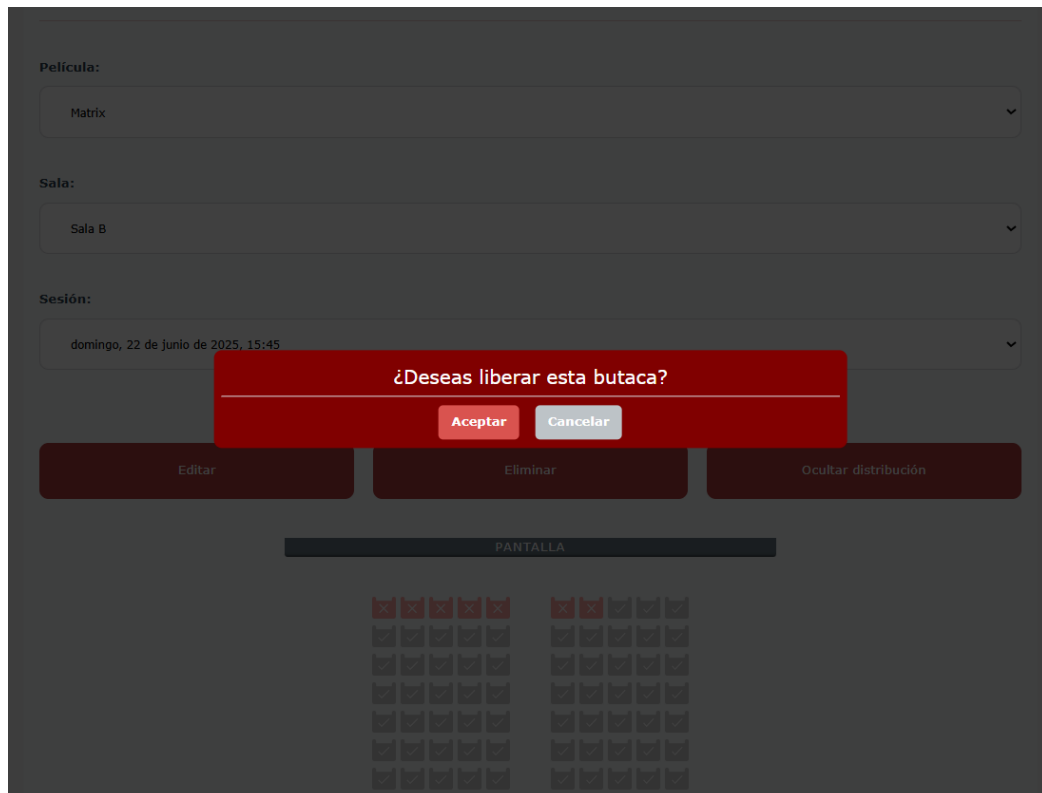 Película:
Matrix
Sala:
Sala B
Sesión:
domingo, 22 de junio de 2025, 15:45
¿Deseas liberar esta butaca?
Aceptar Cancelar
Editar Eliminar Ocultar distribución
PANTALLA